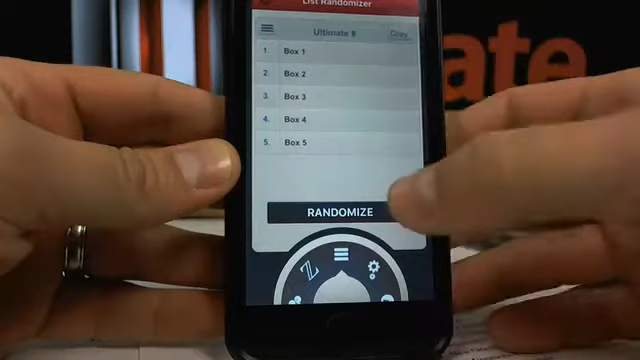 List Randomizer
Ultimate 8
Copy
1. Box 1
2. Box 2
3. Box 3
4. Box 4
5. Box 5
RANDOMIZE
ate